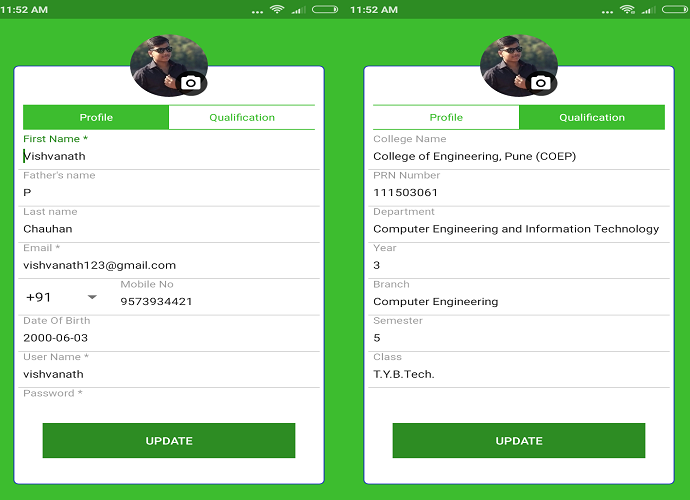 11:52 AM
Profile
Qualification
First Name *
Vishvanath
Father's name
P
Last name
Chauhan
Email *
vishvanath123@gmail.com
Mobile No
+91
9573934421
Date Of Birth
2000-06-03
User Name *
vishvanath
Password *
UPDATE
11:52 AM
Profile
Qualification
College Name
College of Engineering, Pune (COEP)
PRN Number
111503061
Department
Computer Engineering and Information Technology
Year
3
Branch
Computer Engineering
Semester
5
Class
T.Y.B.Tech.
UPDATE